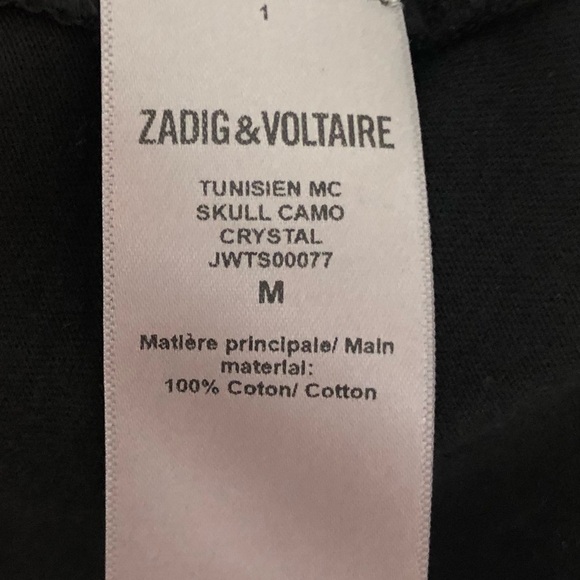 1
ZADIG & VOLTAIRE
TUNISIEN MC
SKULL CAMO
CRYSTAL
JWTS00077
M
Matière principale/ Main
material:
100% Coton/ Cotton